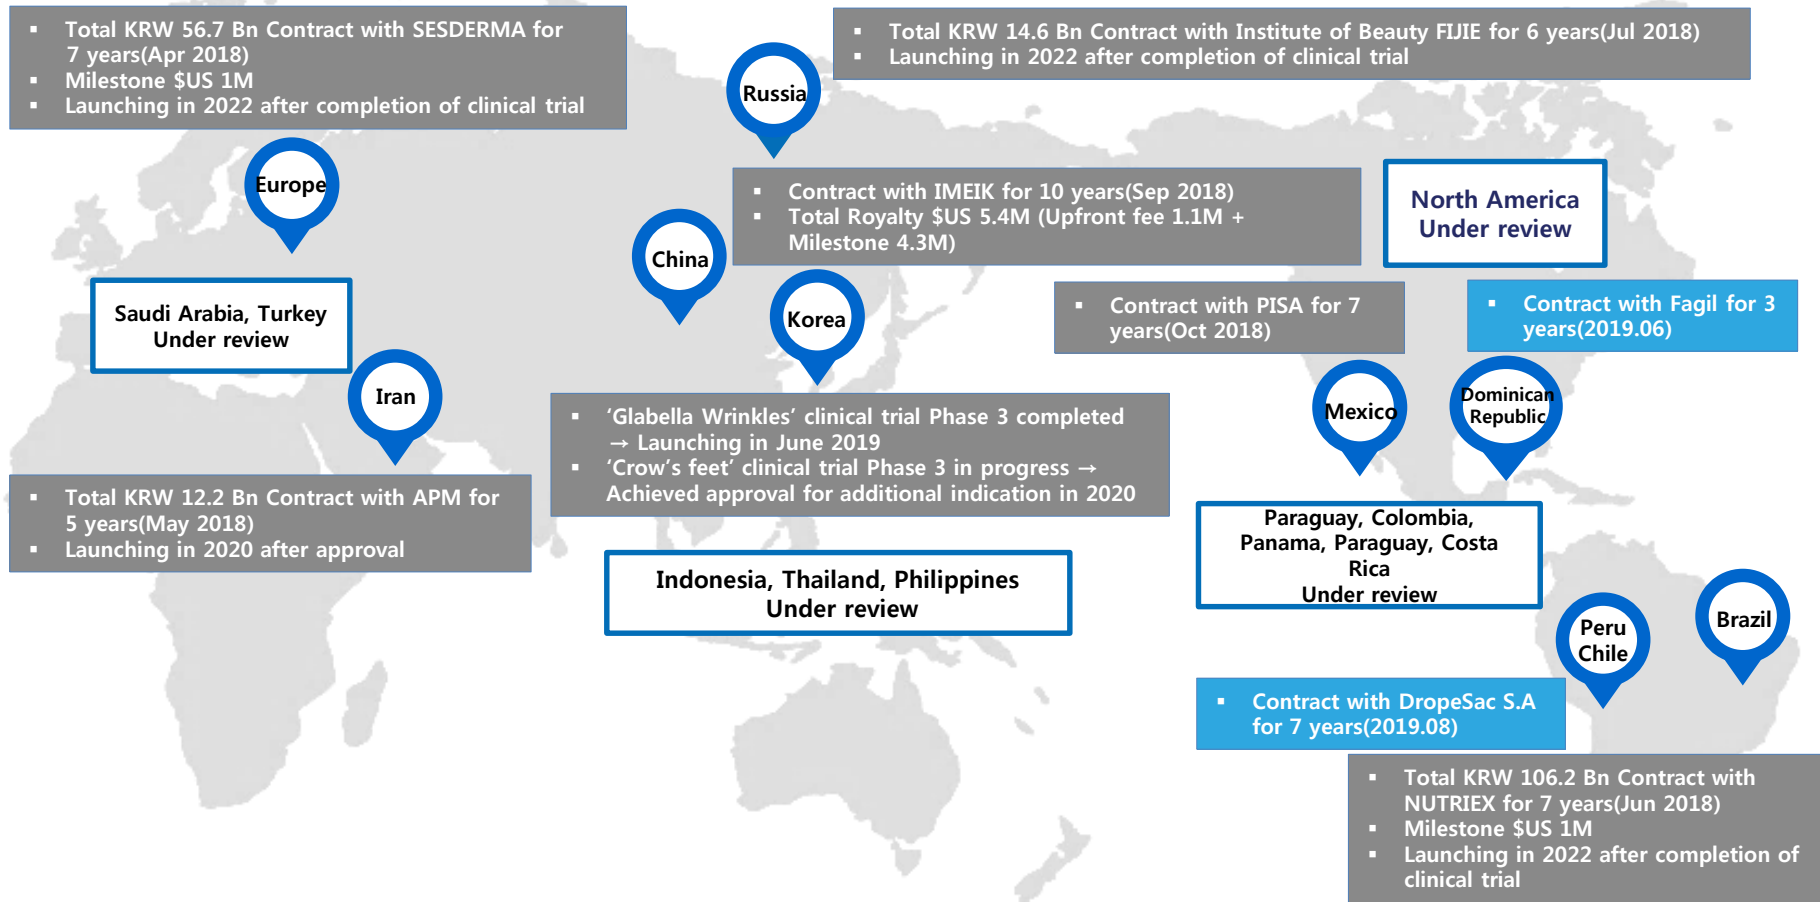 ▪ Total KRW 56.7 Bn Contract with SESDERMA for
7 years(Apr 2018)
▪ Milestone $US 1M
▪ Launching in 2022 after completion of clinical trial
▪ Total KRW 14.6 Bn Contract with Institute of Beauty FIJIE for 6 years(Jul 2018)
▪ Launching in 2022 after completion of clinical trial
Russia
Europe
▪ Contract with IMEIK for 10 years(Sep 2018)
▪ Total Royalty $US 5.4M (Upfront fee 1.1M +
Milestone 4.3M)
North America
Under review
China
Saudi Arabia, Turkey
Under review
Korea
▪ Contract with PISA for 7
years(Oct 2018)
▪ Contract with Fagil for 3
years(2019.06)
Iran
Mexico
Dominican
Republic
▪ ‘Glabella Wrinkles’ clinical trial Phase 3 completed
→ Launching in June 2019
▪ ‘Crow’s feet’ clinical trial Phase 3 in progress →
Achieved approval for additional indication in 2020
▪ Total KRW 12.2 Bn Contract with APM for
5 years(May 2018)
▪ Launching in 2020 after approval
Paraguay, Colombia,
Panama, Paraguay, Costa
Rica
Under review
Indonesia, Thailand, Philippines
Under review
Peru
Chile
Brazil
▪ Contract with DropeSac S.A
for 7 years(2019.08)
▪ Total KRW 106.2 Bn Contract with
NUTRIEX for 7 years(Jun 2018)
▪ Milestone $US 1M
▪ Launching in 2022 after completion of
clinical trial